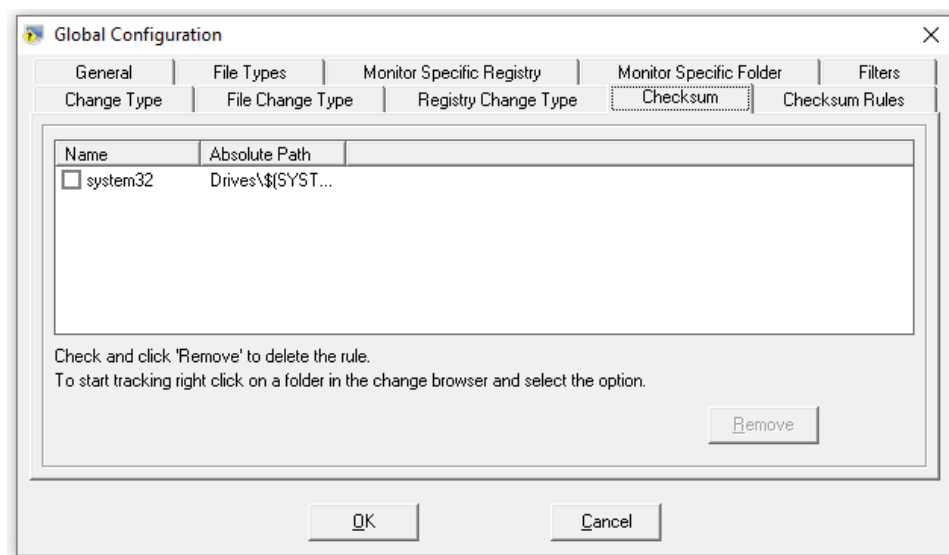 Global Configuration
General File Types Monitor Specific Registry Monitor Specific Folder Filters
Change Type File Change Type Registry Change Type Checksum Checksum Rules
Name Absolute Path
system32 Drives\$(SYST...
Check and click 'Remove' to delete the rule.
To start tracking right click on a folder in the change browser and select the option.
Remove
OK Cancel